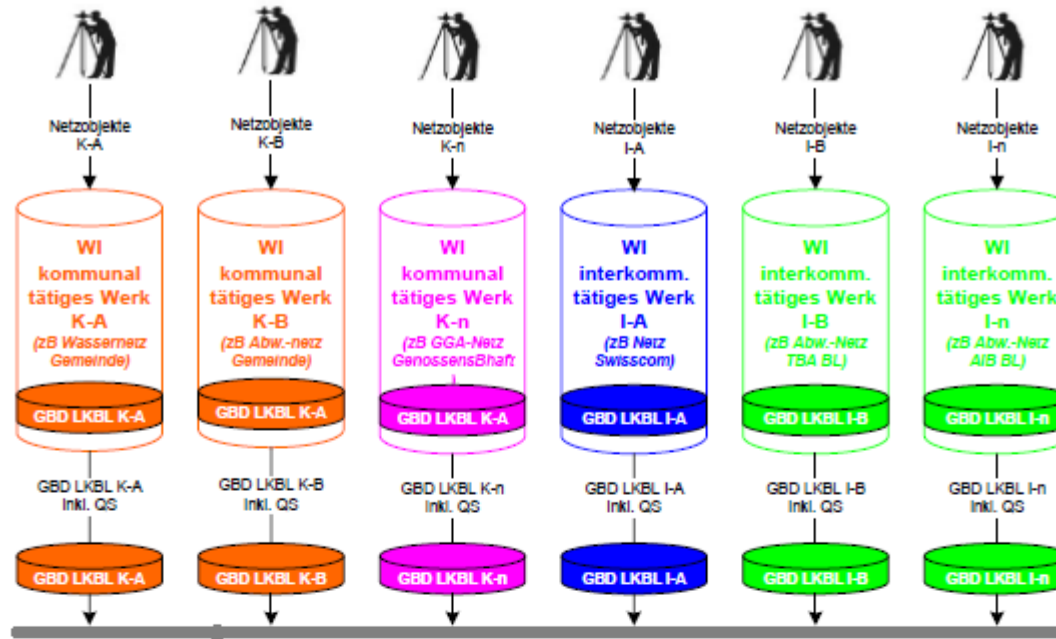 Netzobjekte
K-A
Netzobjekte
K-B
Netzobjekte
K-n
Netzobjekte
I-A
Netzobjekte
I-B
Netzobjekte
I-n
WI
kommunal
tätiges Werk
K-A
(zB Wassernetz
Gemeinde)
GBD LKBL K-A
WI
kommunal
tätiges Werk
K-B
(zB Abw.-netz
Gemeinde)
GBD LKBL K-A
WI
kommunal
tätiges Werk
K-n
(zB GGA-Netz
GenossensBhaft
)
GBD LKBL K-A
WI
interkomm.
tätiges Werk
I-A
(zB Netz
Swisscom)
GBD LKBL I-A
WI
interkomm.
tätiges Werk
I-B
(zB Abw.-Netz
TBA BL)
GBD LKBL I-B
WI
interkomm.
tätiges Werk
I-n
(zB Abw.-Netz
AIB BL)
GBD LKBL I-n
GBD LKBL K-A
Inkl. QS
GBD LKBL K-B
Inkl. QS
GBD LKBL K-n
Inkl. QS
GBD LKBL I-A
Inkl. QS
GBD LKBL I-B
Inkl. QS
GBD LKBL I-n
Inkl. QS
GBD LKBL K-A
GBD LKBL K-B
GBD LKBL K-n
GBD LKBL I-A
GBD LKBL I-B
GBD LKBL I-n